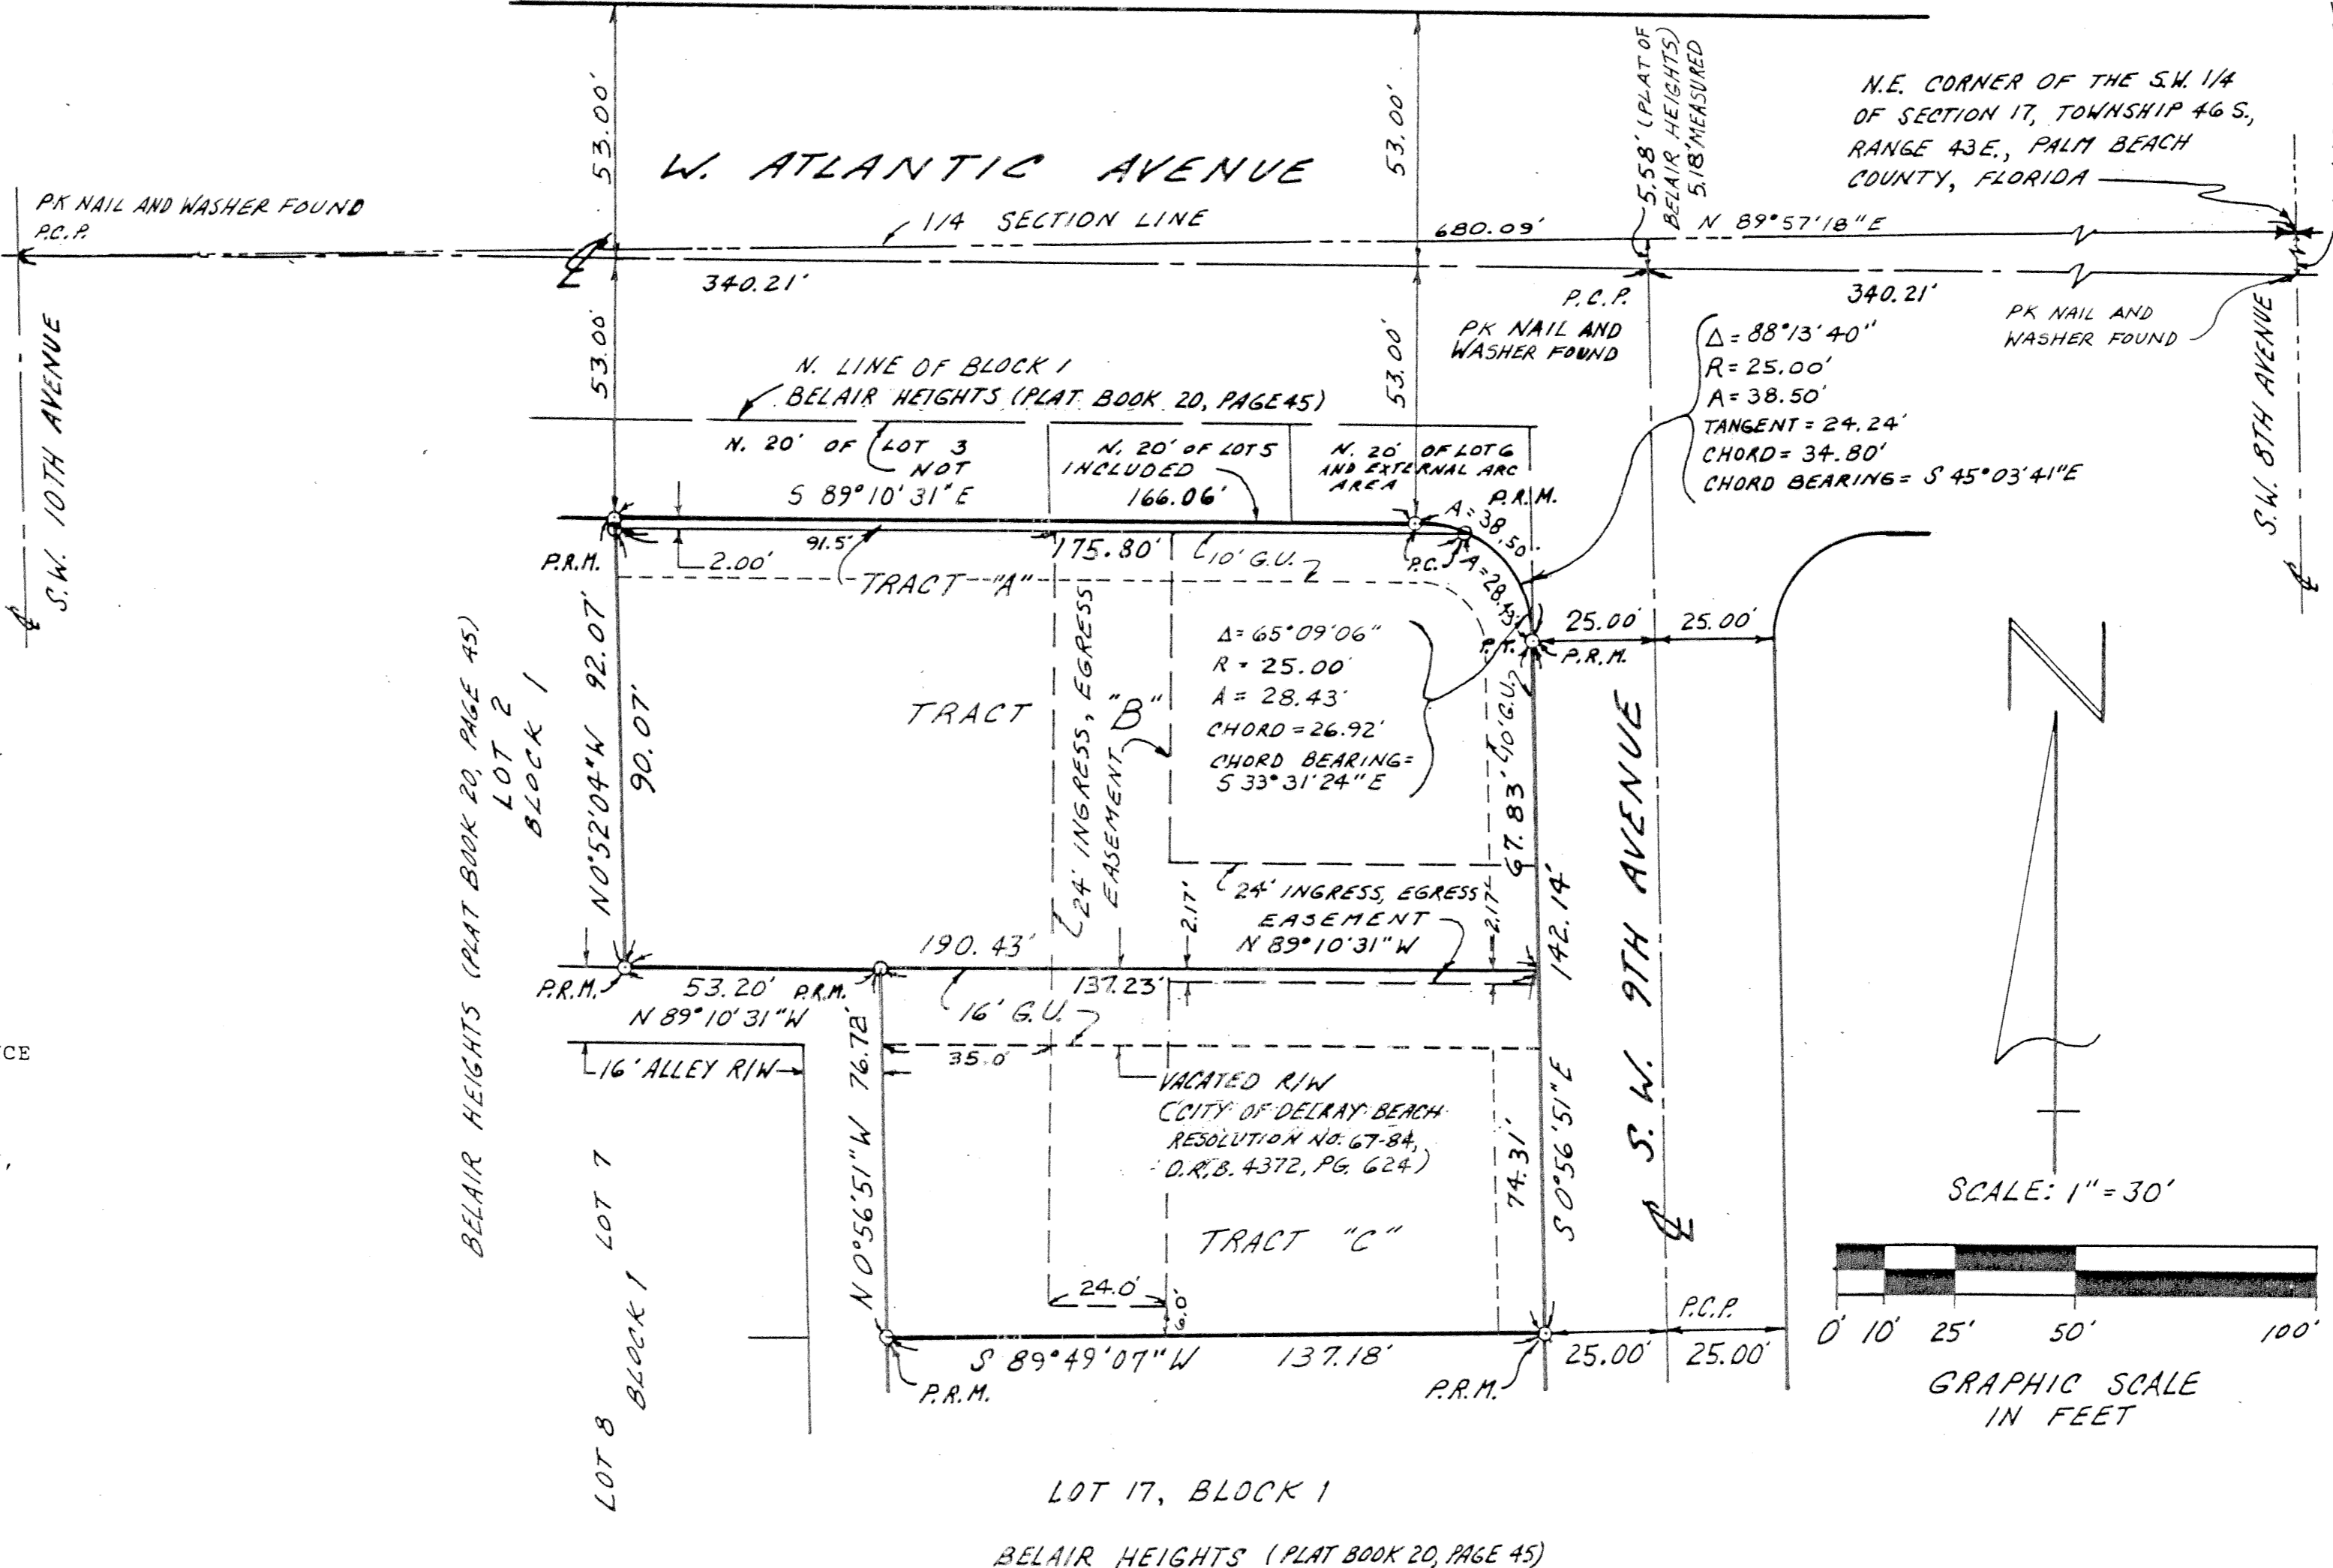 53.00'
53.00'
5.58' (PLAT OF
BELAIR HEIGHTS)
5.18' MEASURED
N.E. CORNER OF THE S.W. 1/4
OF SECTION 17, TOWNSHIP 46 S.,
RANGE 43E., PALM BEACH
COUNTY, FLORIDA
W. ATLANTIC AVENUE
PK NAIL AND WASHER FOUND
P.C.P.
1/4 SECTION LINE
680.09'
N 89°57'18"E
340.21'
340.21'
P.C.P.
PK NAIL AND
WASHER FOUND
PK NAIL AND
WASHER FOUND
S.W. 10TH AVENUE
S.W. 8TH AVENUE
53.00'
53.00'
N. LINE OF BLOCK 1
BELAIR HEIGHTS (PLAT BOOK 20, PAGE 45)
Δ = 88°13'40"
R = 25.00'
A = 38.50'
TANGENT = 24.24'
CHORD = 34.80'
CHORD BEARING = S 45°03'41"E
N. 20' OF LOT 3
NOT
N. 20' OF LOT 5
INCLUDED
N. 20' OF LOT 6
AND EXTERNAL ARC
AREA
S 89°10'31"E
166.06'
P.R.M.
A = 38.50'
P.R.M.
2.00'
91.5'
TRACT "A"
175.80'
10' G.U.
P.C.
A = 28.43'
P.T.
P.R.M.
25.00'
25.00'
BELAIR HEIGHTS (PLAT BOOK 20, PAGE 45)
LOT 2
BLOCK 1
N 0°52'04"W 92.07'
90.07'
TRACT "B"
24' INGRESS, EGRESS
EASEMENT
Δ = 65°09'06"
R = 25.00'
A = 28.43'
CHORD = 26.92'
CHORD BEARING =
S 33°31'24"E
10' G.U.
67.83'
142.14'
S 0°56'51"E
℄ S. W. 9TH AVENUE
24' INGRESS, EGRESS
EASEMENT
N 89°10'31"W
2.17'
2.17'
190.43'
P.R.M.
53.20'
P.R.M.
N 89°10'31"W
137.23'
16' G.U.
35.0'
16' ALLEY R/W
N 0°56'51"W 76.72'
VACATED R/W
(CITY OF DELRAY BEACH
RESOLUTION NO. 67-84,
O.R.B. 4372, PG. 624)
74.31'
TRACT "C"
24.0'
6.0'
LOT 7
BLOCK 1
LOT 8
S 89°49'07"W 137.18'
P.R.M.
P.R.M.
25.00'
25.00'
P.C.P.
N
SCALE: 1" = 30'
0' 10' 25' 50' 100'
GRAPHIC SCALE
IN FEET
CE
LOT 17, BLOCK 1
BELAIR HEIGHTS (PLAT BOOK 20, PAGE 45)